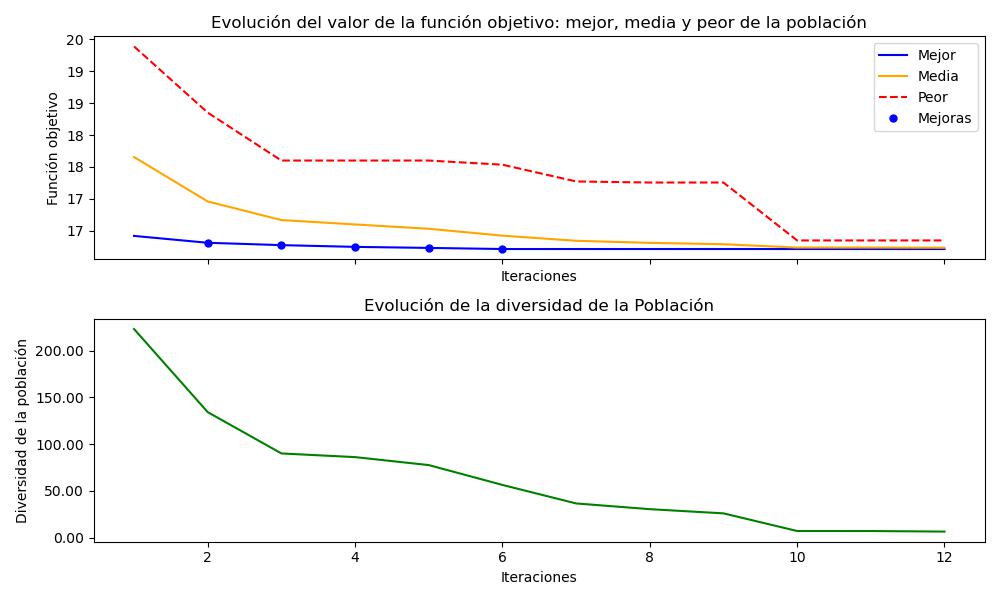 Evolución del valor de la función objetivo: mejor, media y peor de la población
Función objetivo
20
19
19
18
18
17
17
Mejor
Media
Peor
Mejoras
Iteraciones
Evolución de la diversidad de la Población
Diversidad de la población
200.00
150.00
100.00
50.00
0.00
2 4 6 8 10 12
Iteraciones